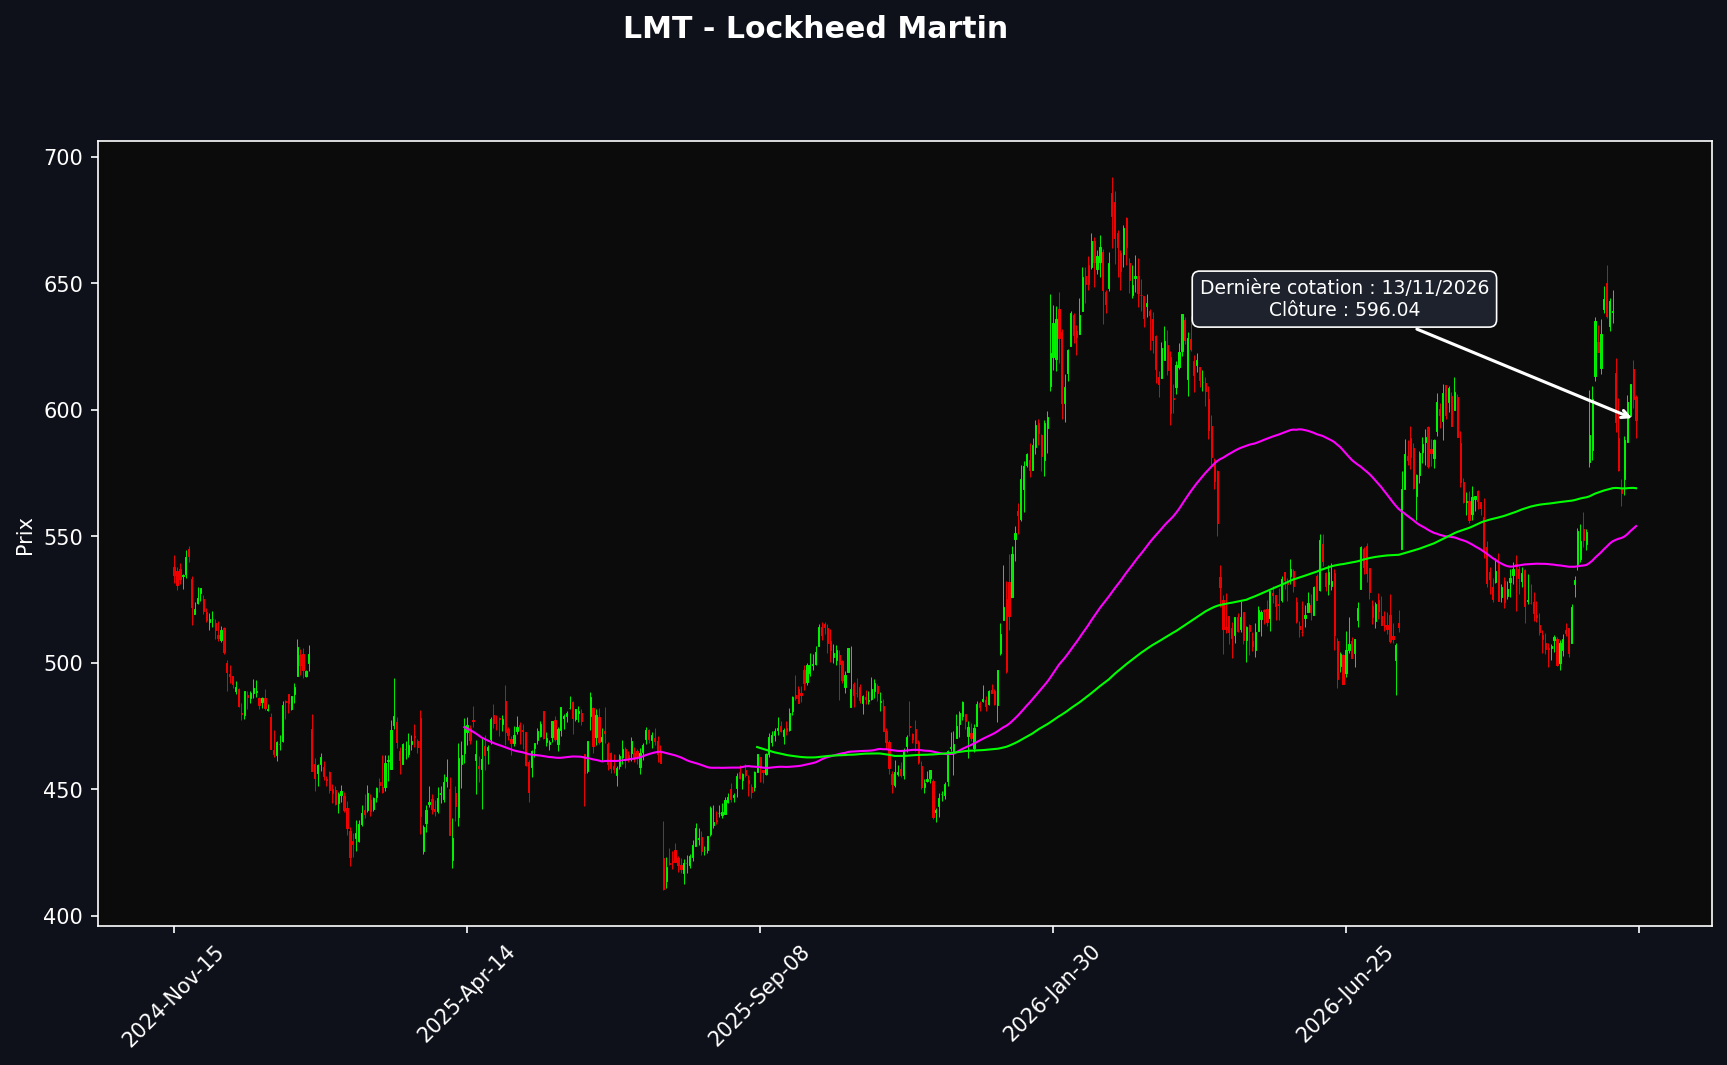 LMT - Lockheed Martin
700
650
600
550
500
450
400
Prix
Dernière cotation : 13/11/2026
Clôture : 596.04
2024-Nov-15
2025-Apr-14
2025-Sep-08
2026-Jan-30
2026-Jun-25